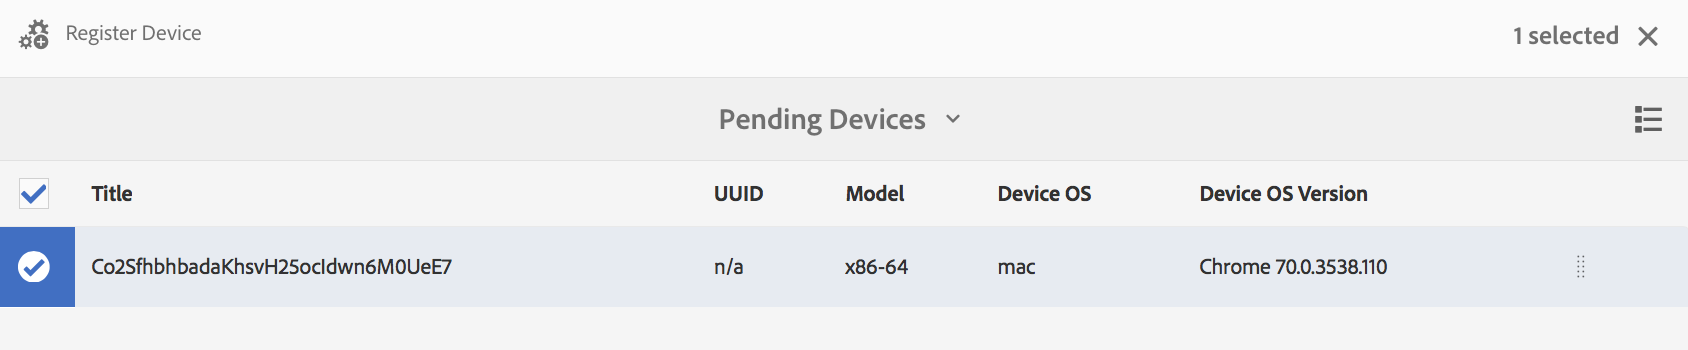 Register Device
1 selected
Pending Devices
Title UUID Model Device OS Device OS Version
Co2SfhbhbadaKhsvH25ocIdwn6M0UeE7 n/a x86-64 mac Chrome 70.0.3538.110